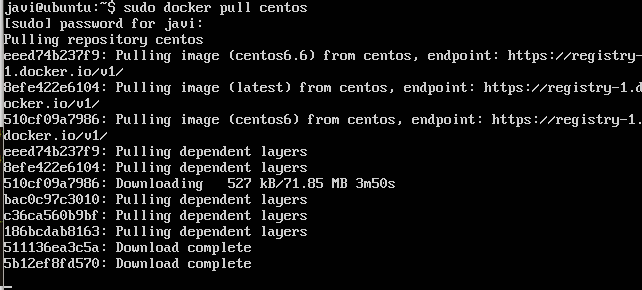 javi@ubuntu:~$ sudo docker pull centos
[sudo] password for javi:
Pulling repository centos
eeed74b237f9: Pulling image (centos6.6) from centos, endpoint: https://registry-
1.docker.io/v1/
8efe422e6104: Pulling image (latest) from centos, endpoint: https://registry-1.d
ocker.io/v1/
510cf09a7986: Pulling image (centos6) from centos, endpoint: https://registry-1.
docker.io/v1/
eeed74b237f9: Pulling dependent layers
8efe422e6104: Pulling dependent layers
510cf09a7986: Downloading   527 kB/71.85 MB 3m50s
bac0c97c3010: Pulling dependent layers
c36ca560b9bf: Pulling dependent layers
186bcdab8163: Pulling dependent layers
511136ea3c5a: Download complete
5b12ef8fd570: Download complete